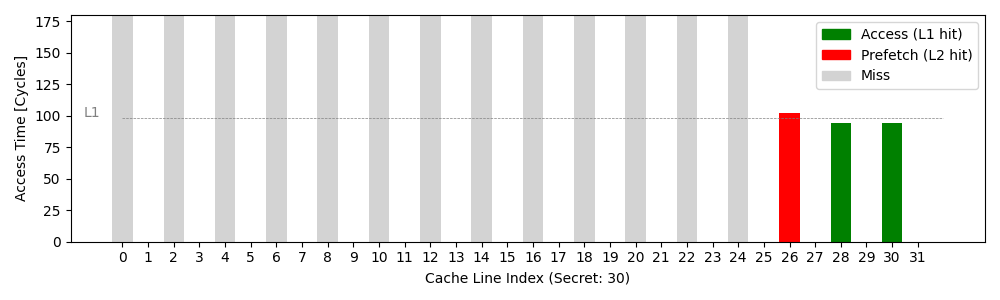 175
150
125
100
75
50
25
0
Access Time [Cycles]
L1
Access (L1 hit)
Prefetch (L2 hit)
Miss
0 1 2 3 4 5 6 7 8 9 10 11 12 13 14 15 16 17 18 19 20 21 22 23 24 25 26 27 28 29 30 31
Cache Line Index (Secret: 30)